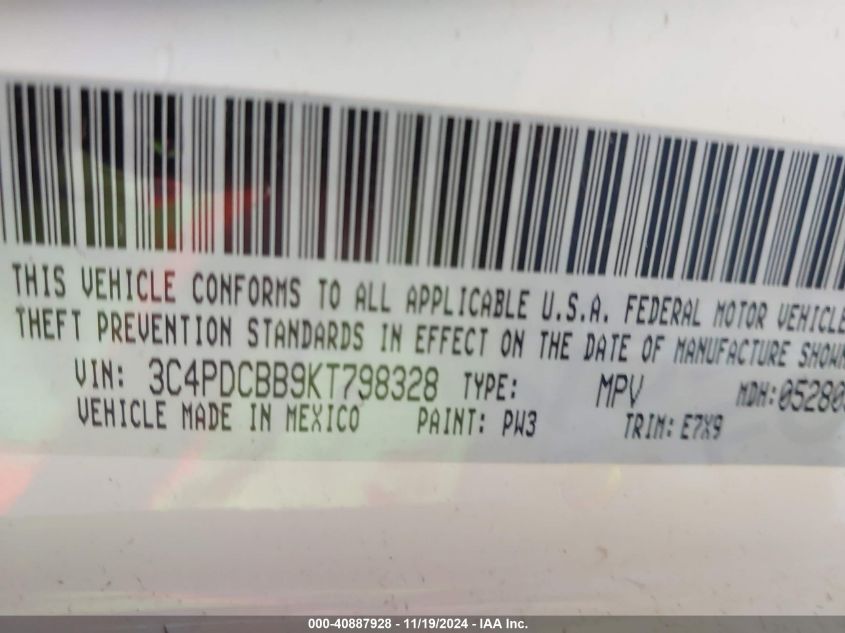 THIS VEHICLE CONFORMS TO ALL APPLICABLE U.S.A. FEDERAL MOTOR VEHICLE
THEFT PREVENTION STANDARDS IN EFFECT ON THE DATE OF MANUFACTURE SHOWN
VIN: 3C4PDCBB9KT798328 TYPE: MPV MDH: 05280
VEHICLE MADE IN MEXICO PAINT: PW3 TRIM: E7X9
000-40887928 - 11/19/2024 - IAA Inc.